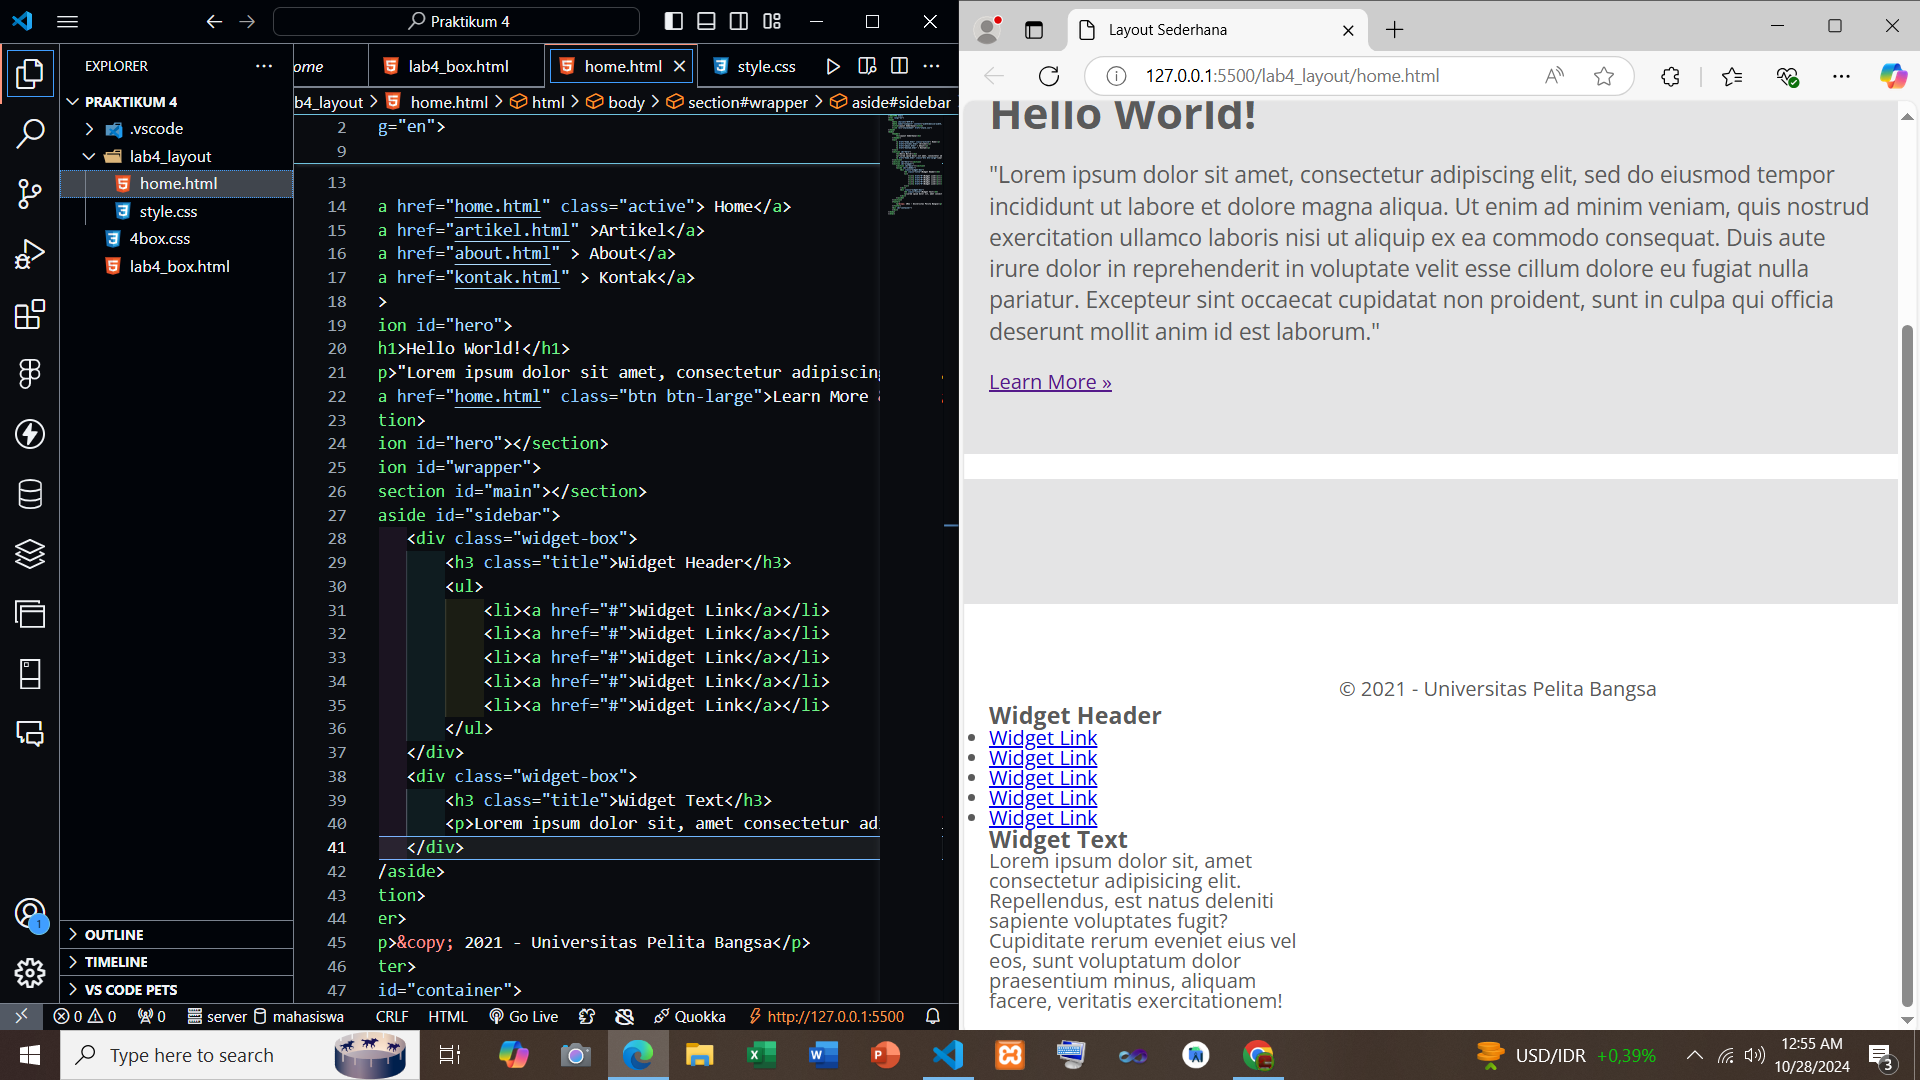 Praktikum 4
EXPLORER
PRAKTIKUM 4
.vscode
lab4_layout
home.html
style.css
4box.css
lab4_box.html
OUTLINE
TIMELINE
VS CODE PETS
ome
lab4_box.html
home.html
style.css
b4_layout > home.html > html > body > section#wrapper > aside#sidebar
2 g="en">
9
13
14 a href="home.html" class="active"> Home</a>
15 a href="artikel.html" >Artikel</a>
16 a href="about.html" > About</a>
17 a href="kontak.html" > Kontak</a>
18 >
19 ion id="hero">
20 h1>Hello World!</h1>
21 p>"Lorem ipsum dolor sit amet, consectetur adipiscing
22 a href="home.html" class="btn btn-large">Learn More &
23 tion>
24 ion id="hero"></section>
25 ion id="wrapper">
26 section id="main"></section>
27 aside id="sidebar">
28 <div class="widget-box">
29 <h3 class="title">Widget Header</h3>
30 <ul>
31 <li><a href="#">Widget Link</a></li>
32 <li><a href="#">Widget Link</a></li>
33 <li><a href="#">Widget Link</a></li>
34 <li><a href="#">Widget Link</a></li>
35 <li><a href="#">Widget Link</a></li>
36 </ul>
37 </div>
38 <div class="widget-box">
39 <h3 class="title">Widget Text</h3>
40 <p>Lorem ipsum dolor sit, amet consectetur adi
41 </div>
42 /aside>
43 tion>
44 er>
45 p>&copy; 2021 - Universitas Pelita Bangsa</p>
46 ter>
47 id="container">
1
0 0 0 server mahasiswa CRLF HTML Go Live Quokka http://127.0.0.1:5500
Layout Sederhana
127.0.0.1:5500/lab4_layout/home.html
Hello World!
"Lorem ipsum dolor sit amet, consectetur adipiscing elit, sed do eiusmod tempor
incididunt ut labore et dolore magna aliqua. Ut enim ad minim veniam, quis nostrud
exercitation ullamco laboris nisi ut aliquip ex ea commodo consequat. Duis aute
irure dolor in reprehenderit in voluptate velit esse cillum dolore eu fugiat nulla
pariatur. Excepteur sint occaecat cupidatat non proident, sunt in culpa qui officia
deserunt mollit anim id est laborum."
Learn More »
© 2021 - Universitas Pelita Bangsa
Widget Header
Widget Link
Widget Link
Widget Link
Widget Link
Widget Link
Widget Text
Lorem ipsum dolor sit, amet
consectetur adipisicing elit.
Repellendus, est natus deleniti
sapiente voluptates fugit?
Cupiditate rerum eveniet eius vel
eos, sunt voluptatum dolor
praesentium minus, aliquam
facere, veritatis exercitationem!
Type here to search
USD/IDR +0,39%
12:55 AM
10/28/2024
3